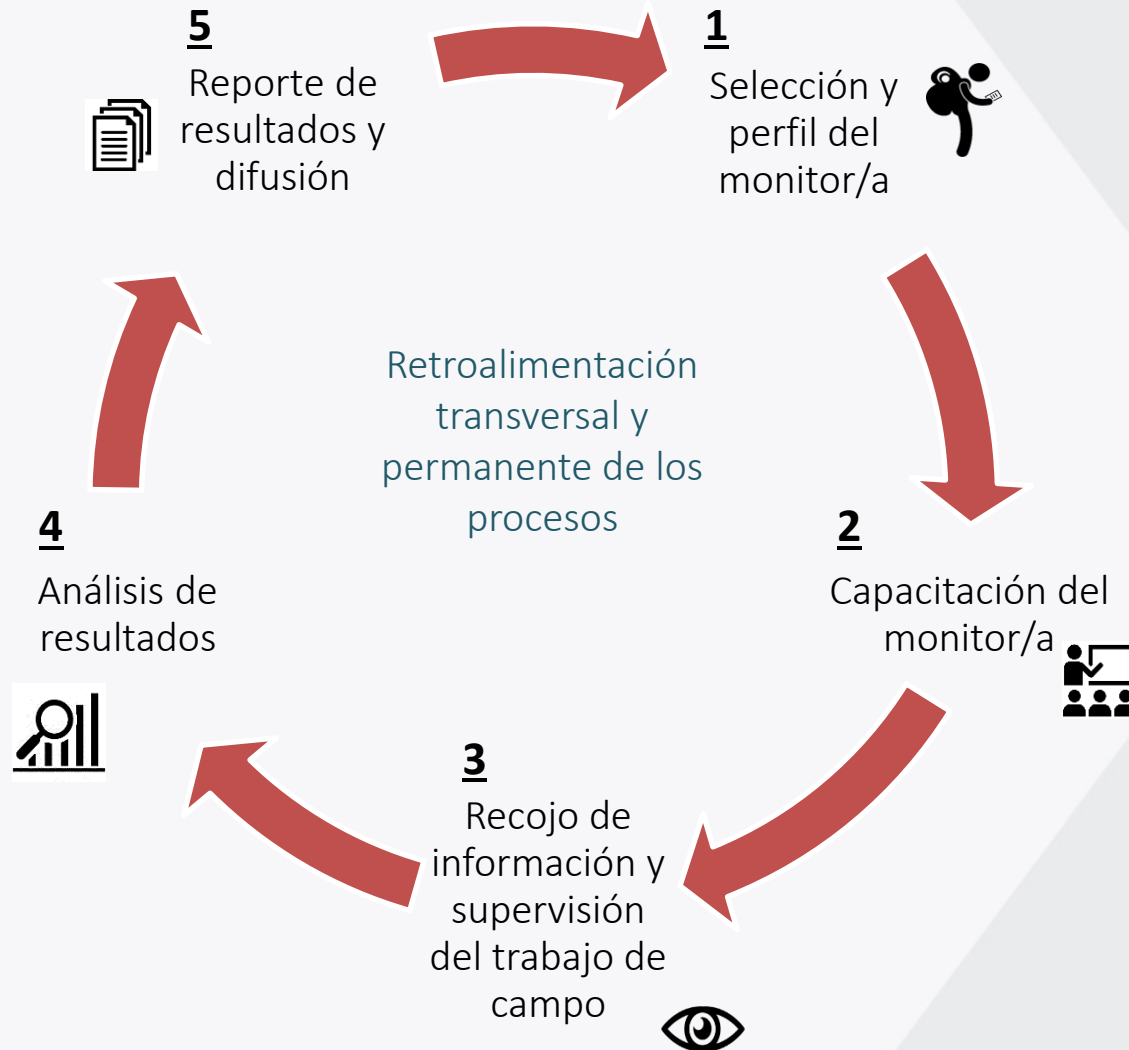 1
Selección y
perfil del
monitor/a
2
Capacitación del
monitor/a
3
Recojo de
información y
supervisión
del trabajo de
campo
4
Análisis de
resultados
5
Reporte de
resultados y
difusión
Retroalimentación
transversal y
permanente de los
procesos